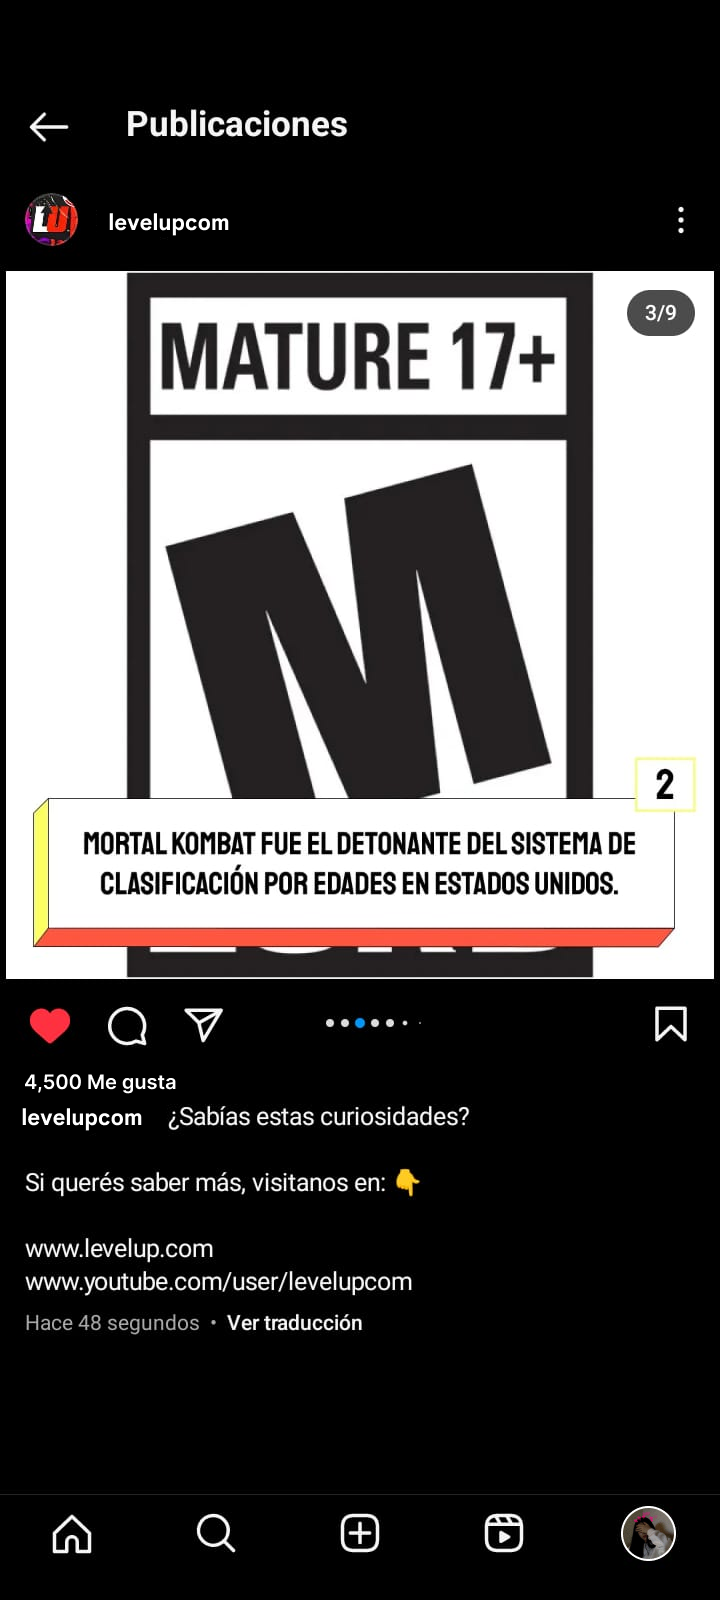 Publicaciones
LU
levelupcom
3/9
MATURE 17+
M
2
MORTAL KOMBAT FUE EL DETONANTE DEL SISTEMA DE
CLASIFICACIÓN POR EDADES EN ESTADOS UNIDOS.
4,500 Me gusta
levelupcom ¿Sabías estas curiosidades?
Si querés saber más, visitanos en: 👇
www.levelup.com
www.youtube.com/user/levelupcom
Hace 48 segundos • Ver traducción